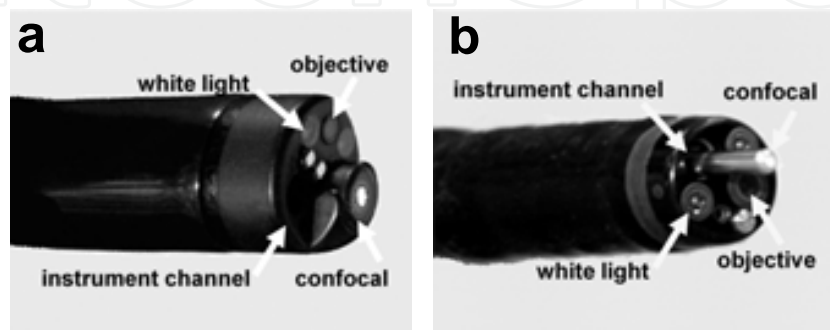 a
objective
white light
instrument channel
confocal
b
instrument channel
confocal
white light
objective